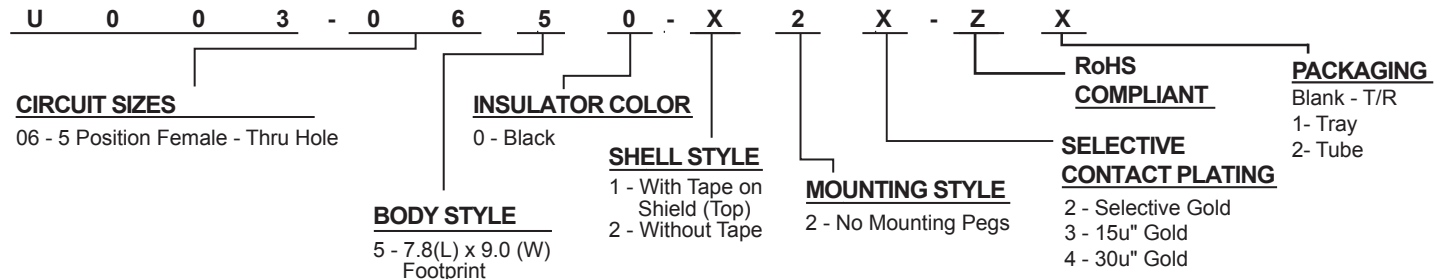 U 0 0 3 - 0 6 5 0 - X 2 X - Z X
CIRCUIT SIZES
06 - 5 Position Female - Thru Hole
BODY STYLE
5 - 7.8(L) x 9.0 (W)
Footprint
INSULATOR COLOR
0 - Black
SHELL STYLE
1 - With Tape on
Shield (Top)
2 - Without Tape
MOUNTING STYLE
2 - No Mounting Pegs
SELECTIVE
CONTACT PLATING
2 - Selective Gold
3 - 15u" Gold
4 - 30u" Gold
RoHS
COMPLIANT
PACKAGING
Blank - T/R
1- Tray
2- Tube